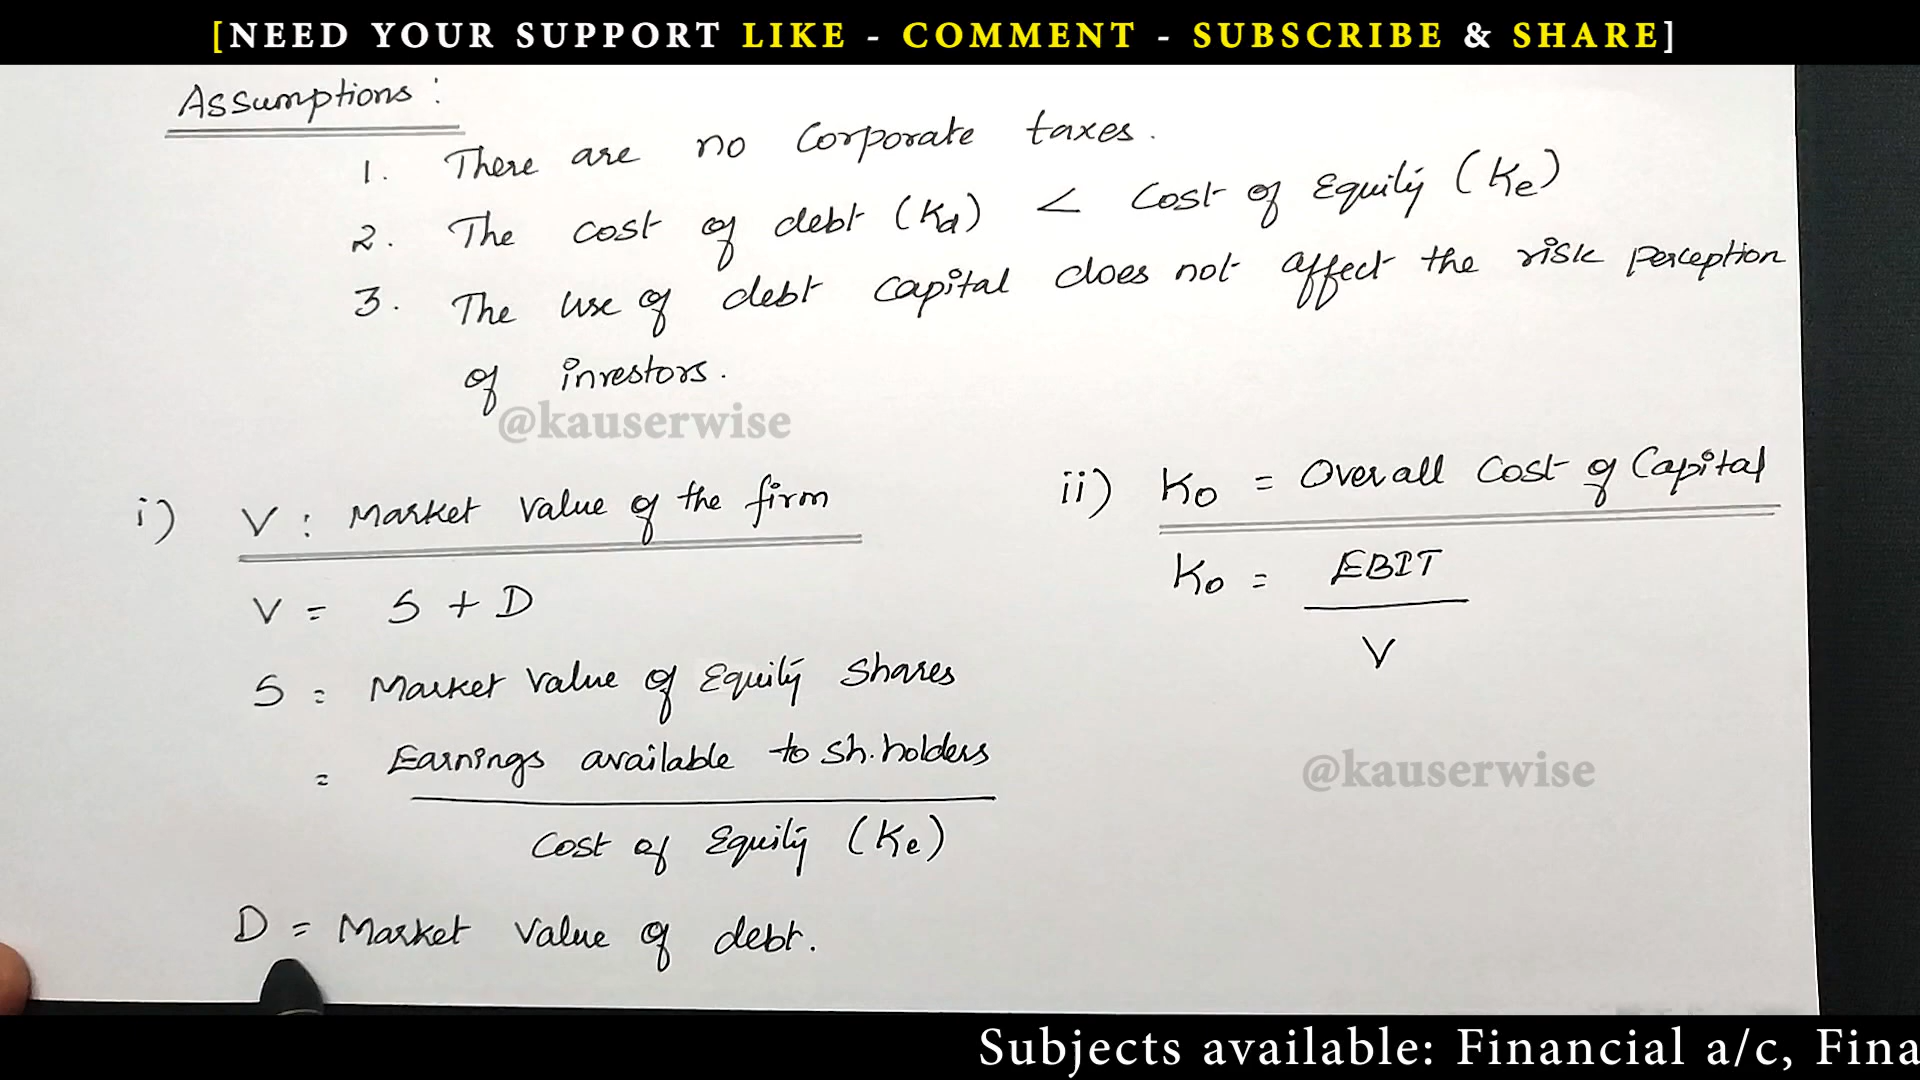 [NEED YOUR SUPPORT LIKE - COMMENT - SUBSCRIBE & SHARE]
Assumptions :
1. There are no Corporate taxes.
2. The cost of debt (Kd) < Cost of Equity (Ke)
3. The use of debt capital does not affect the risk perception
of investors.
@kauserwise
i) V : Market Value of the firm
V = S + D
S = Market Value of Equity Shares
= Earnings available to Sh.holders
Cost of Equity (Ke)
D = Market Value of debt.
ii) Ko = Overall Cost of Capital
Ko = EBIT
V
@kauserwise
Subjects available: Financial a/c, Fina